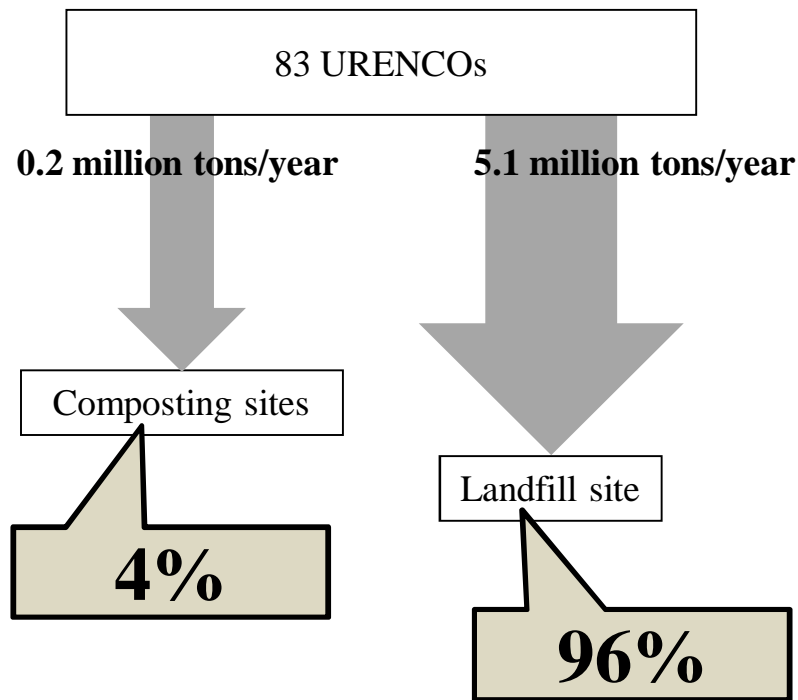 83 URENCOs
0.2 million tons/year
5.1 million tons/year
Composting sites
Landfill site
4%
96%